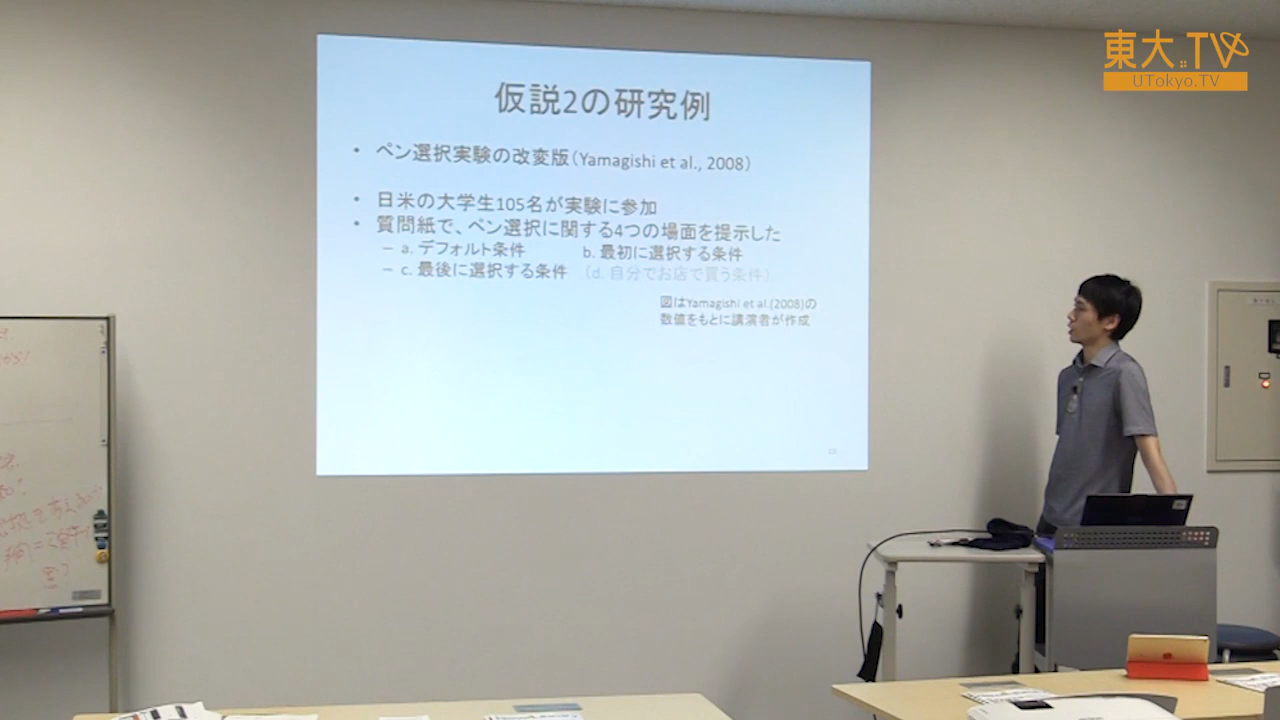 東大.TV
UTokyo.TV
仮説2の研究例
• ペン選択実験の改変版（Yamagishi et al., 2008）
• 日米の大学生105名が実験に参加
• 質問紙で、ペン選択に関する4つの場面を提示した
– a. デフォルト条件 b. 最初に選択する条件
– c. 最後に選択する条件 （d. 自分でお店で買う条件）
図はYamagishi et al.(2008)の
数値をもとに講演者が作成